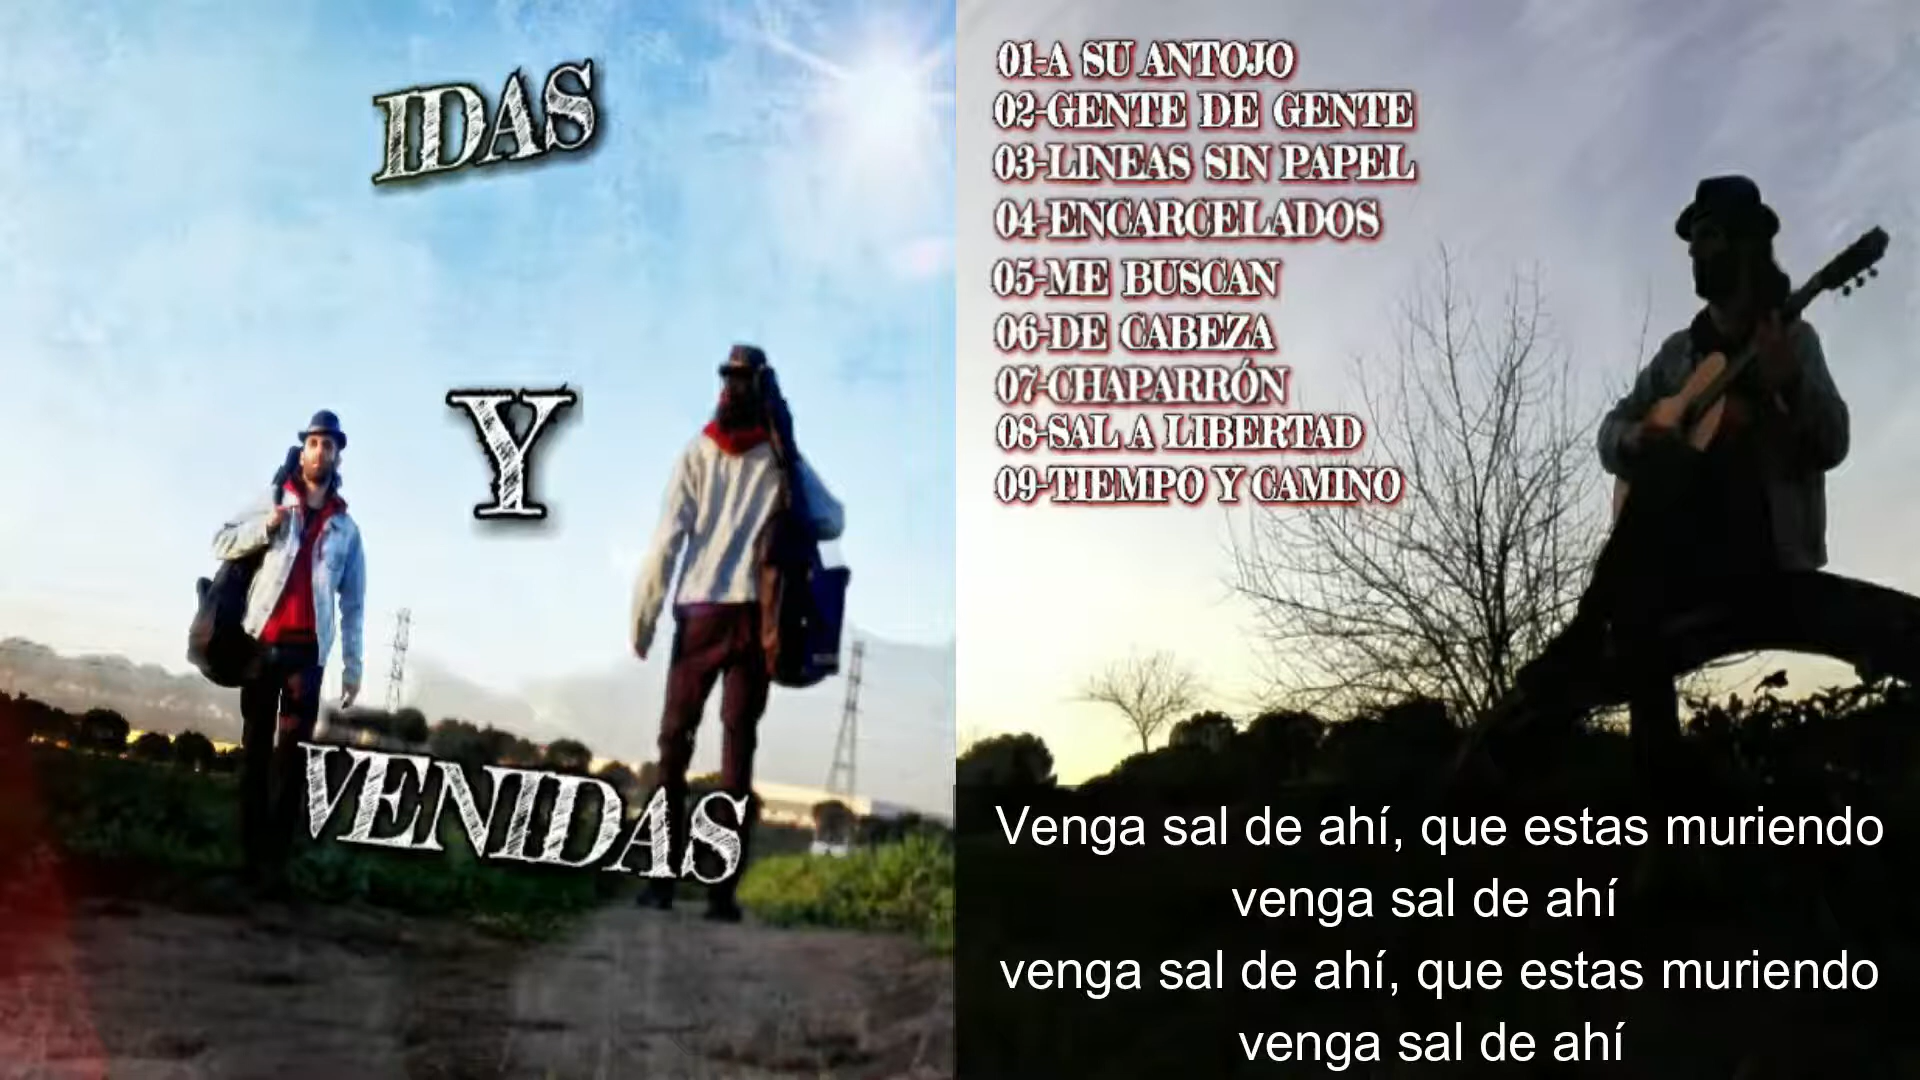 IDAS
Y
VENIDAS
01-A SU ANTOJO
02-GENTE DE GENTE
03-LINEAS SIN PAPEL
04-ENCARCELADOS
05-ME BUSCAN
06-DE CABEZA
07-CHAPARRÓN
08-SAL A LIBERTAD
09-TIEMPO Y CAMINO
Venga sal de ahí, que estas muriendo
venga sal de ahí
venga sal de ahí, que estas muriendo
venga sal de ahí